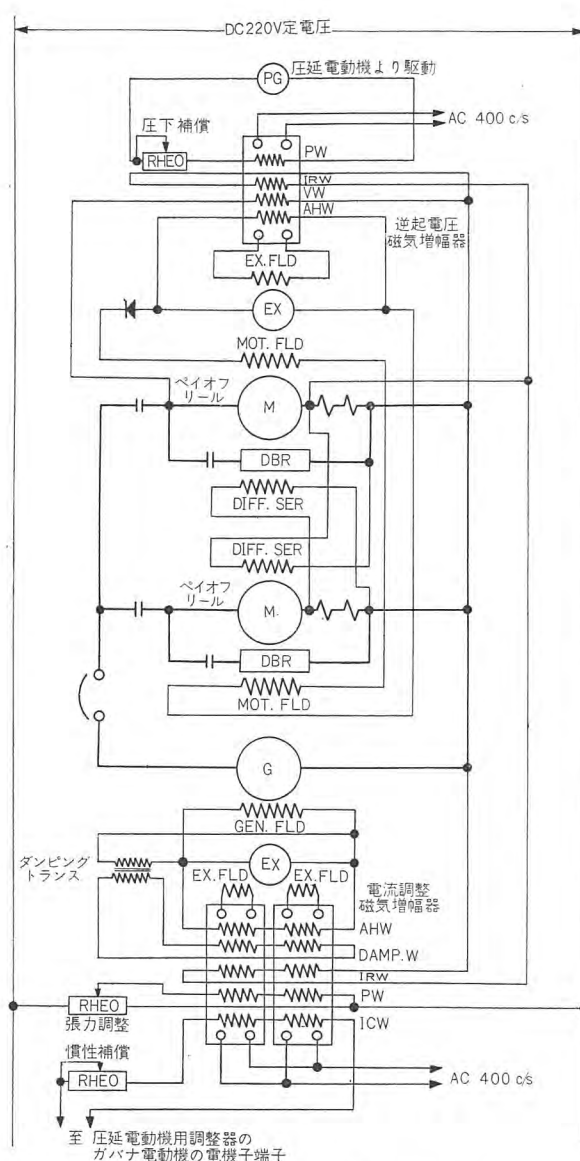 DC220V定電圧
PG
圧延電動機より駆動
AC 400 c/s
圧下補償
RHEO
PW
IRW
VW
AHW
逆起電圧
磁気増幅器
EX.FLD
EX
MOT. FLD
ペイオフ
リール
M
DBR
DIFF. SER
DIFF. SER
ペイオフ
リール
M.
DBR
MOT. FLD
G
GEN. FLD
ダンピング
トランス
EX
EX.FLD
EX.FLD
電流調整
磁気増幅器
AHW
DAMP.W
IRW
RHEO
PW
張力調整
ICW
慣性補償
RHEO
AC 400 c/s
至 圧延電動機用調整器の
ガバナ電動機の電機子端子